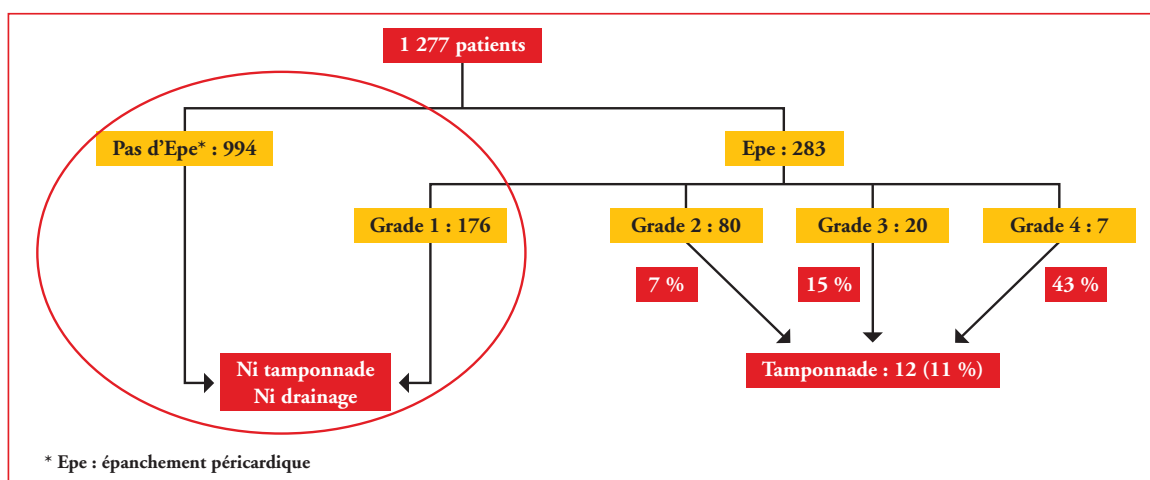 1 277 patients
Pas d'Epe* : 994
Epe : 283
Grade 1 : 176
Grade 2 : 80
Grade 3 : 20
Grade 4 : 7
7 %
15 %
43 %
Ni tamponnade
Ni drainage
Tamponnade : 12 (11 %)
* Epe : épanchement péricardique